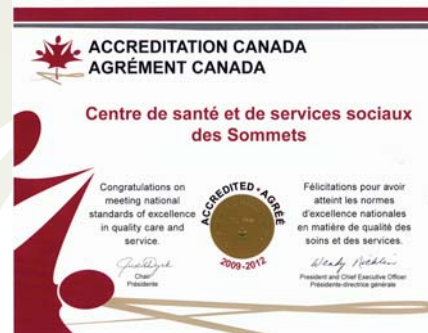 ACCREDITATION CANADA
AGRÉMENT CANADA
Centre de santé et de services sociaux
des Sommets
Congratulations on
meeting national
standards of excellence
in quality care and
service.
ACCREDITED • AGRÉÉ
2009-2012
Félicitations pour avoir
atteint les normes
d'excellence nationales
en matière de qualité des
soins et des services.
Chair
Présidente
President and Chief Executive Officer
Présidente-directrice générale